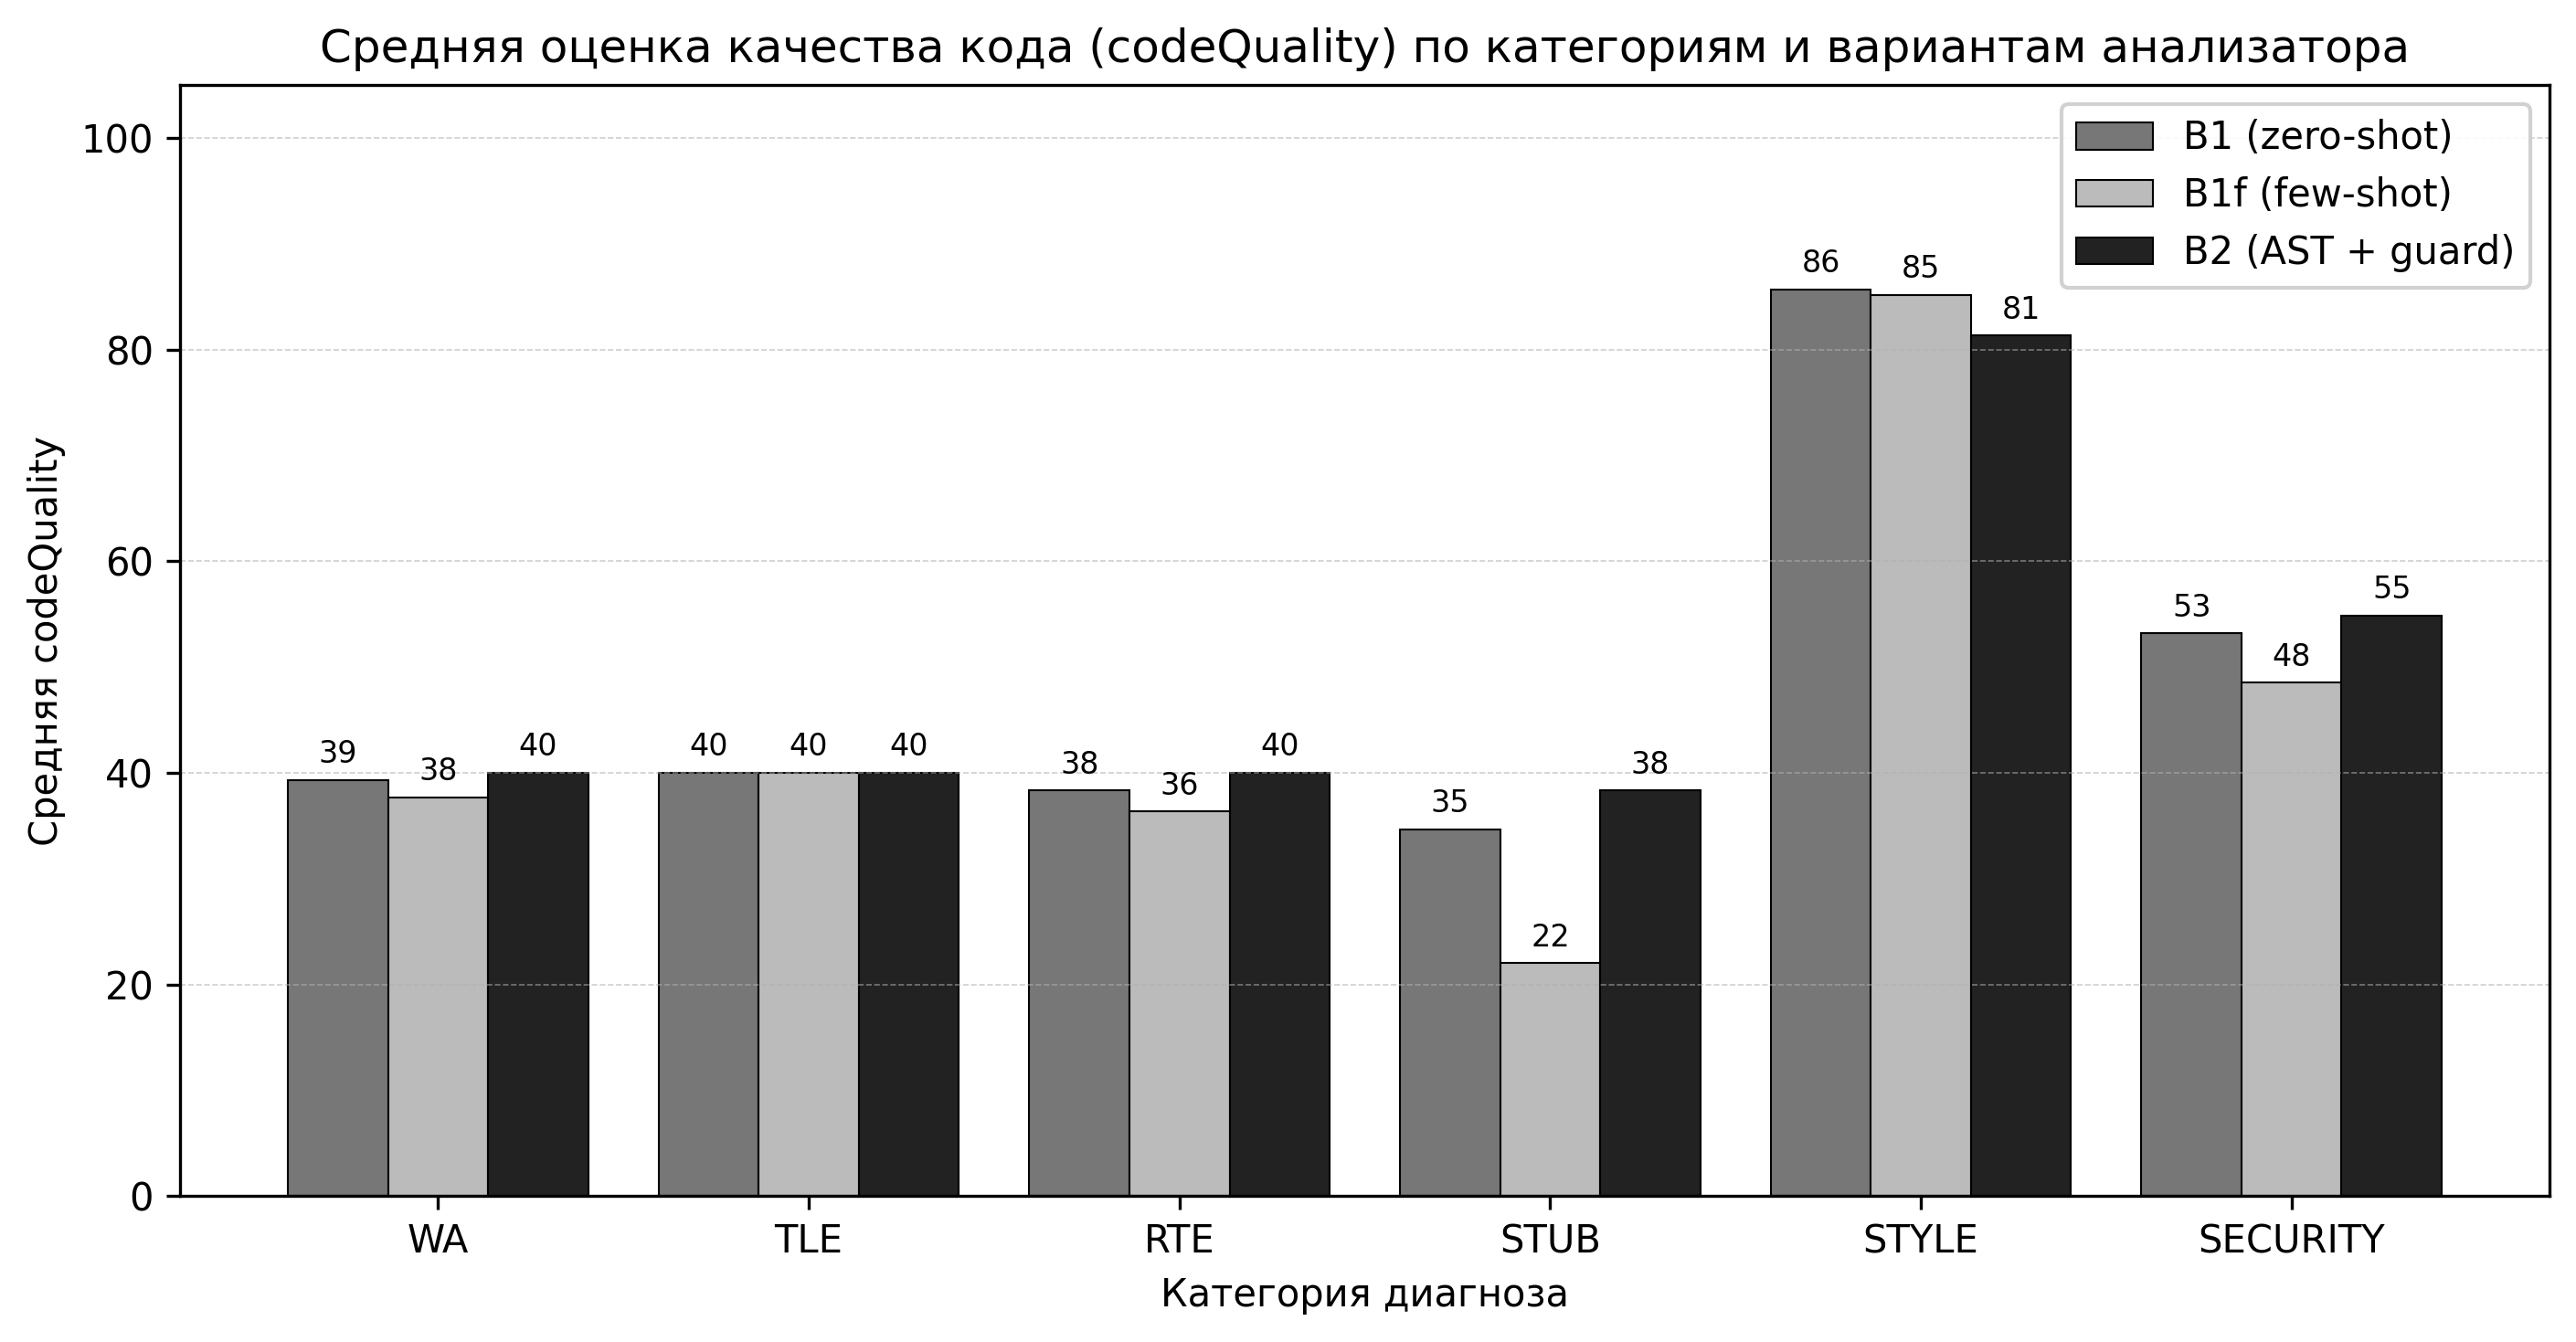 Средняя оценка качества кода (codeQuality) по категориям и вариантам анализатора
B1 (zero-shot)
B1f (few-shot)
B2 (AST + guard)
Средняя codeQuality
100
80
60
40
20
0
39
38
40
40
40
40
38
36
40
35
22
38
86
85
81
53
48
55
WA
TLE
RTE
STUB
STYLE
SECURITY
Категория диагноза